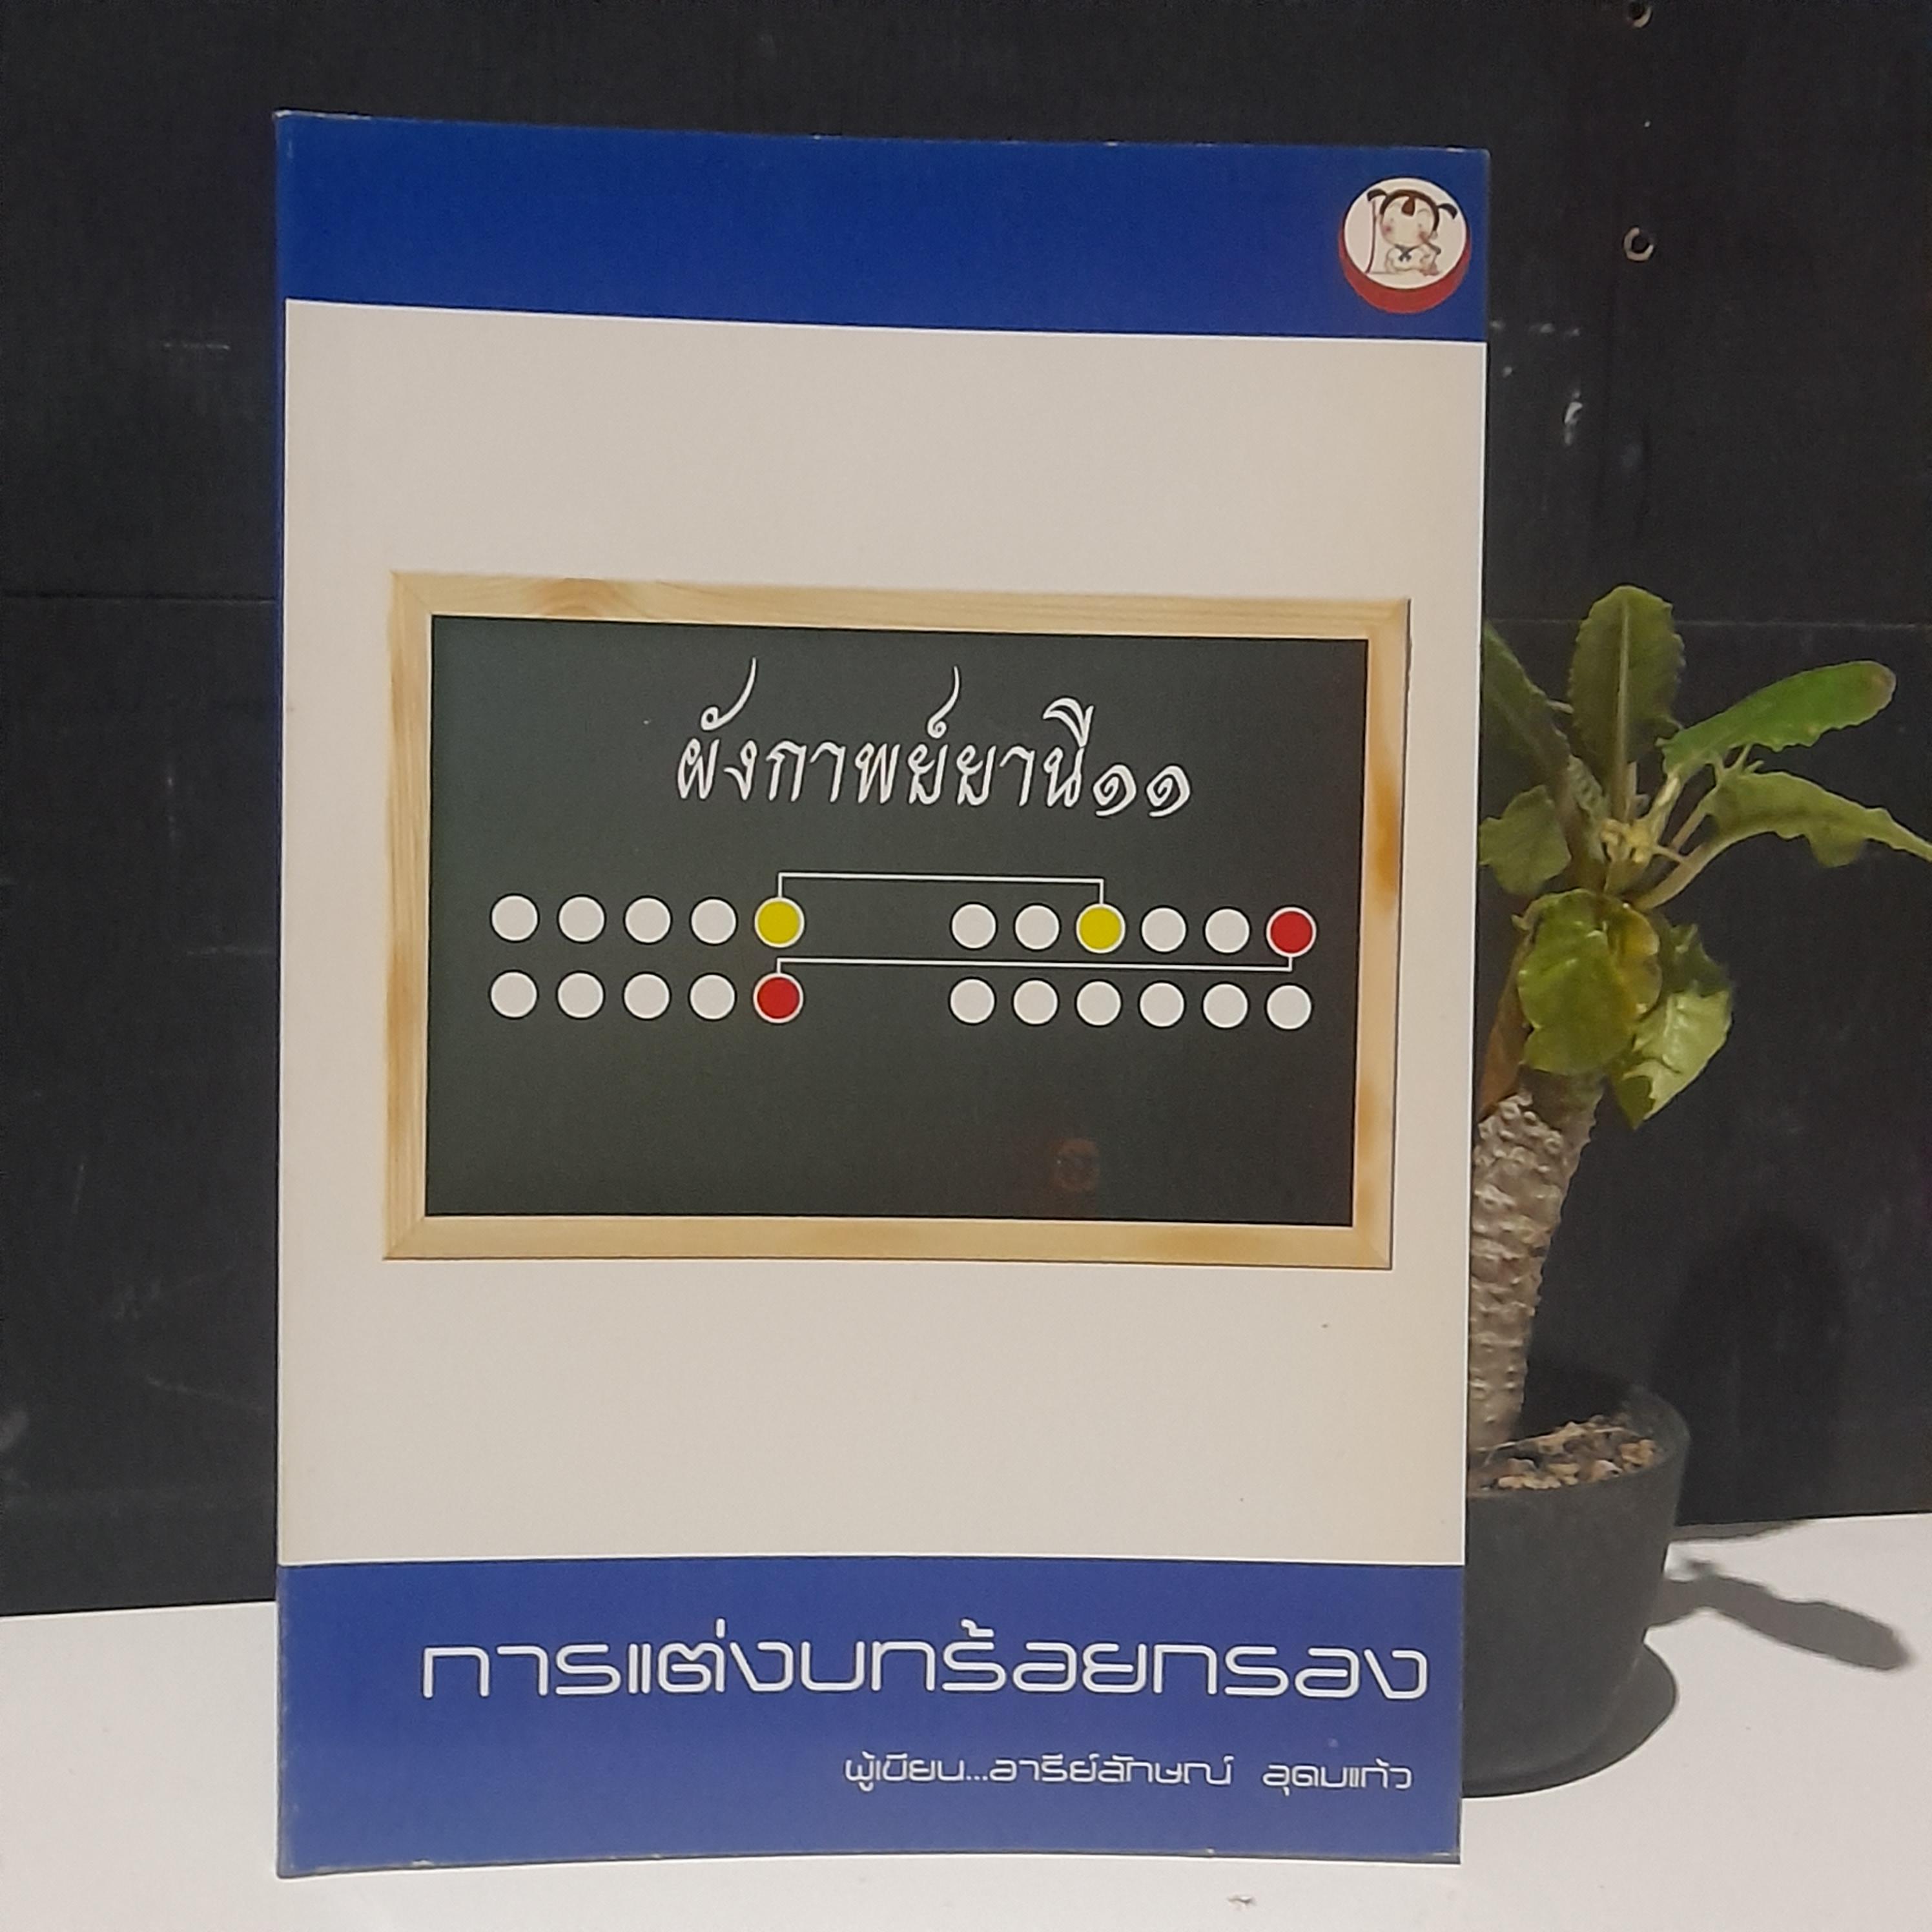 ผังกาพย์ยานี๑๑
การแต่งบทร้อยกรอง
ผู้เขียน...อารีย์ลักษณ์ อุดมแก้ว